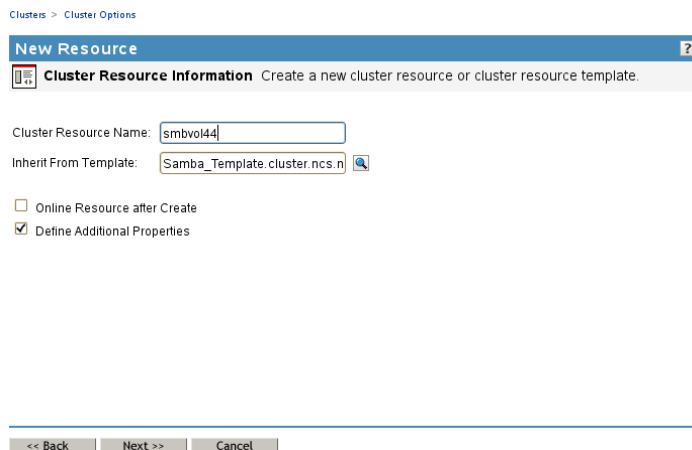 Clusters > Cluster Options
New Resource ?
Cluster Resource Information Create a new cluster resource or cluster resource template.
Cluster Resource Name: smbvol44
Inherit From Template: Samba_Template.cluster.ncs.n
Online Resource after Create
Define Additional Properties
<< Back Next >> Cancel